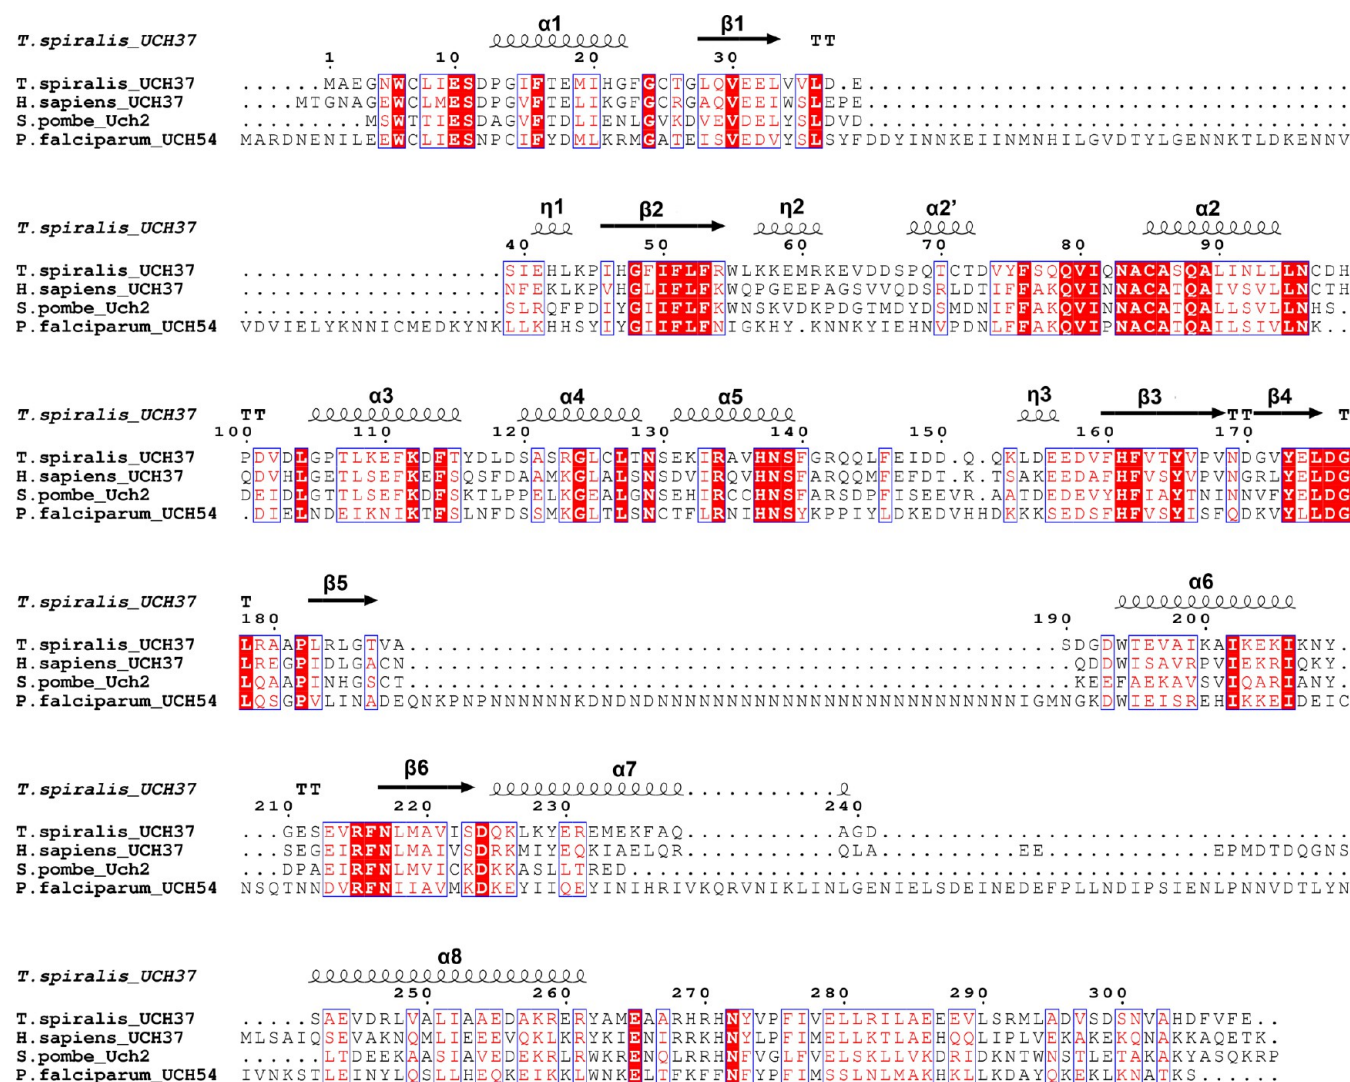 α1 β1
T.spiralis_UCH37 TT
1 10 20 30
T.spiralis_UCH37 ......MAEGNWCLIESDPGIFTEMIHGFGCTGLQVEELVVLD.E...................................
H.sapiens_UCH37 ....MTGNAGEWCLMESDPGVFTELIKGFGCRGAQVEEIWSLEPE...................................
S.pombe_Uch2 .........MSWTTIESDAGVFTDLIENLGVKDVEVDELYSLDVD...................................
P.falciparum_UCH54 MARDNENILEEWCLIESNPCIFYDMLKRMGATEISVEDVYSLSYFDDYINNKEIINMNHILGVDTYLGENNKTLDKENNV
η1 β2 η2 α2’ α2
T.spiralis_UCH37
40 50 60 70 80 90
T.spiralis_UCH37 ...................SIEHLKPIHGFIFLFRWLKKEMRKEVDDSPQTCTDVYFSQQVIQNACASQALINLLLNCDH
H.sapiens_UCH37 ...................NFEKLKPVHGLIFLFKWQPGEEPAGSVVQDSRLDTIFFAKQVINNACATQAIVSVLLNCTH
S.pombe_Uch2 ...................SLRQFPDIYGIIFLFKWNSKVDKPDGTMDYDSMDNIFFAKQVINNACATQALLSVLLNHS.
P.falciparum_UCH54 VDVIELYKNNICMEDKYNKLLKHHSYIYGIIFLFNIGKHY.KNNKYIEHNVPDNLFFAKQVIPNACATQAILSIVLNK..
α3 α4 α5 η3 β3 β4
T.spiralis_UCH37 TT TT T
100 110 120 130 140 150 160 170
T.spiralis_UCH37 PDVDLGPTLKEFKDFTYDLDSASRGLCLTNSEKIRAVHNSFGRQQLFEIDD.Q.QKLDEEDVFHFVTYVPVNDGVYELDG
H.sapiens_UCH37 QDVHLGETLSEFKEFSQSFDAAMKGLALSNSDVIRQVHNSFARQQMFEFDT.K.TSAKEEDAFHFVSYVPVNGRLYELDG
S.pombe_Uch2 DEIDLGTTLSEFKDFSKTLPPELKGEALGNSEHIRCCHNSFARSDPFISEEVR.AATDEDEVYHFIAYTNINNVFYELDG
P.falciparum_UCH54 .DIELNDEIKNIKTFSLNFDSSMKGLTLSNCTFLRNIHNSYKPPIYLDKEDVHHDKKKSEDSFHFVSYISFQDKVYLLDG
β5 α6
T.spiralis_UCH37 T
180 190 200
T.spiralis_UCH37 LRAAPLRLGTVA...............................................SDGDWTEVAIKAIKEKIKNY.
H.sapiens_UCH37 LREGPIDLGACN................................................QDDWISAVRPVIEKRIQKY.
S.pombe_Uch2 LQAAPINHGSCT................................................KEEFAEKAVSVIQARIANY.
P.falciparum_UCH54 LQSGPVLINADEQNKPNPNNNNNNKDNDNDNNNNNNNNNNNNNNNNNNNNNNNNNNIGMNGKDWIEISREHIKKEIDEIC
β6 α7
T.spiralis_UCH37 TT
210 220 230 240
T.spiralis_UCH37 ...GESEVRFNLMAVISDQKLKYEREMEKFAQ...........AGD..................................
H.sapiens_UCH37 ...SEGEIRFNLMAIVSDRKMIYEQKIAELQR...........QLA..........EE............EPMDTDQGNS
S.pombe_Uch2 ...DPAEIRFNLMVICKDKKASLLTRED....................................................
P.falciparum_UCH54 NSQTNNDVRFNIIAVMKDKEYIIQEYINIHRIVKQRVNIKLINLGENIELSDEINEDEFPLLNDIPSIENLPNNVDTLYN
α8
T.spiralis_UCH37
250 260 270 280 290 300
T.spiralis_UCH37 .....SAEVDRLVALIAAEDAKRERYAMEAARHRHNYVPFIVELLRILAEEEVLSRMLADVSDSNVAHDFVFE..
H.sapiens_UCH37 MLSAIQSEVAKNQMLIEEEVQKLKRYKIENIRRKHNYLPFIMELLKTLAEHQQLIPLVEKAKEKQNAKKAQETK.
S.pombe_Uch2 ......LTDEEKAASIAVEDEKRLRWKRENQLRRHNFVGLFVELSKLLVKDRIDKNTWNSTLETAKAKYASQKRP
P.falciparum_UCH54 IVNKSTLEINYLQSLLHEQKEIKKLWNKELTFKFFNFYPFIMSSLNLMAKHKLLKDAYQKEKLKNATKS......